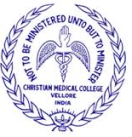 NOT TO BE MINISTERED UNTO BUT TO MINISTER
CHRISTIAN MEDICAL COLLEGE
VELLORE
INDIA